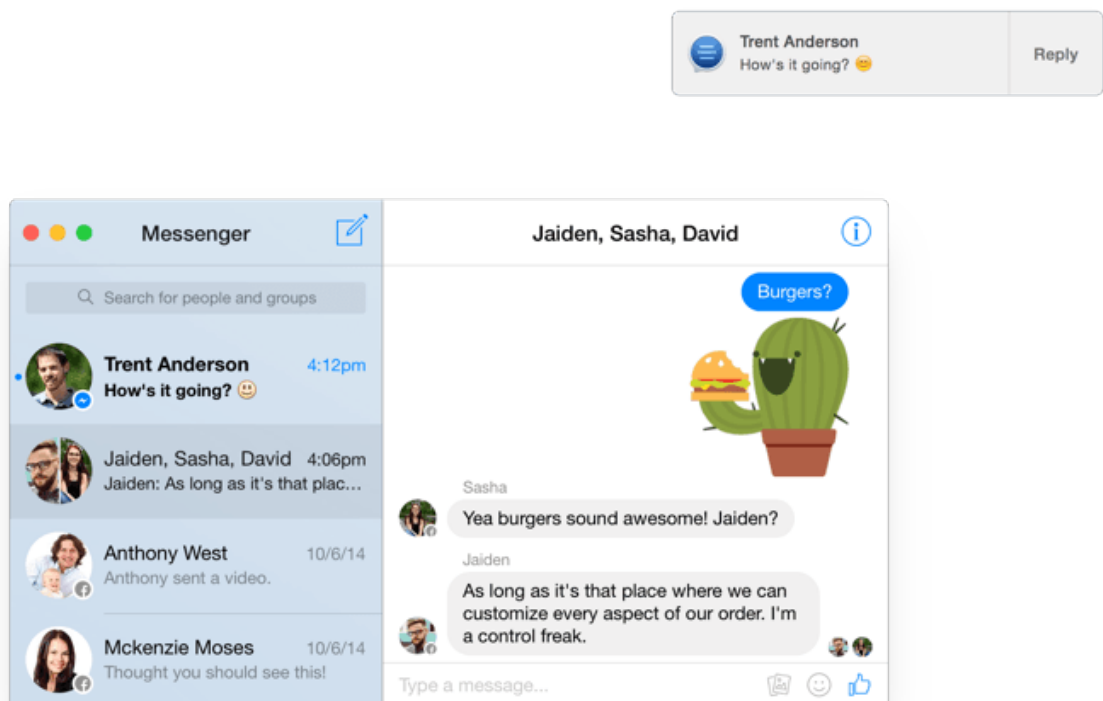 Trent Anderson
How's it going? 😊
Reply
Messenger
Search for people and groups
Trent Anderson 4:12pm
How's it going? 😃
Jaiden, Sasha, David 4:06pm
Jaiden: As long as it's that plac...
Anthony West 10/6/14
Anthony sent a video.
Mckenzie Moses 10/6/14
Thought you should see this!
Jaiden, Sasha, David
Burgers?
Sasha
Yea burgers sound awesome! Jaiden?
Jaiden
As long as it's that place where we can
customize every aspect of our order. I'm
a control freak.
Type a message...